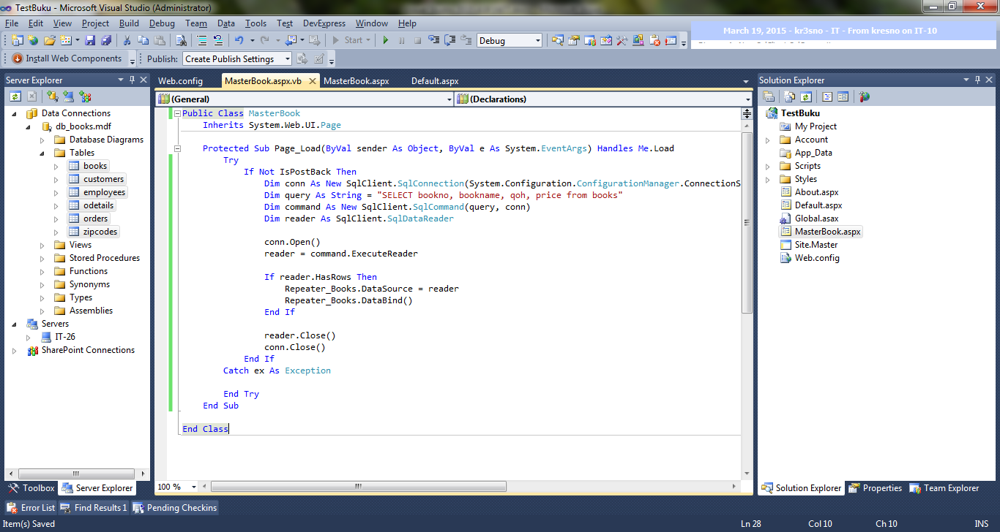 TestBuku - Microsoft Visual Studio (Administrator)
File Edit View Project Build Debug Team Data Tools Test DevExpress Window Help
Start Debug
March 19, 2015 - kr3sno - IT - From kresno on IT-10
Install Web Components Publish: Create Publish Settings
Server Explorer
Data Connections
db_books.mdf
Database Diagrams
Tables
books
customers
employees
odetails
orders
zipcodes
Views
Stored Procedures
Functions
Synonyms
Types
Assemblies
Servers
IT-26
SharePoint Connections
Toolbox Server Explorer
Web.config MasterBook.aspx.vb MasterBook.aspx Default.aspx
(General) (Declarations)
Public Class MasterBook
Inherits System.Web.UI.Page
Protected Sub Page_Load(ByVal sender As Object, ByVal e As System.EventArgs) Handles Me.Load
Try
If Not IsPostBack Then
Dim conn As New SqlClient.SqlConnection(System.Configuration.ConfigurationManager.ConnectionS
Dim query As String = "SELECT bookno, bookname, qoh, price from books"
Dim command As New SqlClient.SqlCommand(query, conn)
Dim reader As SqlClient.SqlDataReader
conn.Open()
reader = command.ExecuteReader
If reader.HasRows Then
Repeater_Books.DataSource = reader
Repeater_Books.DataBind()
End If
reader.Close()
conn.Close()
End If
Catch ex As Exception
End Try
End Sub
End Class
100 %
Solution Explorer
TestBuku
My Project
Account
App_Data
Scripts
Styles
About.aspx
Default.aspx
Global.asax
MasterBook.aspx
Site.Master
Web.config
Solution Explorer Properties Team Explorer
Error List Find Results 1 Pending Checkins
Item(s) Saved Ln 28 Col 10 Ch 10 INS